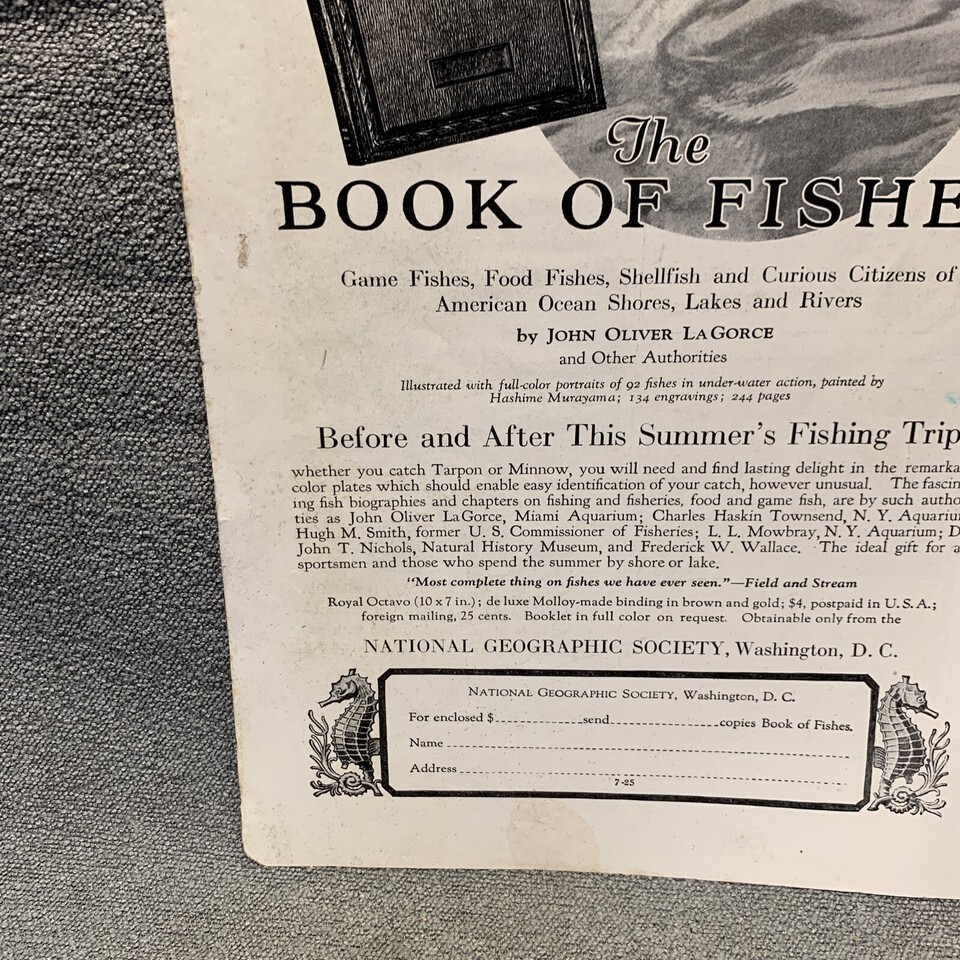 The
BOOK OF FISHE
Game Fishes, Food Fishes, Shellfish and Curious Citizens of
American Ocean Shores, Lakes and Rivers
by JOHN OLIVER LAGORCE
and Other Authorities
Illustrated with full-color portraits of 92 fishes in under-water action, painted by
Hashime Murayama; 134 engravings; 244 pages
Before and After This Summer's Fishing Trip
whether you catch Tarpon or Minnow, you will need and find lasting delight in the remarka
color plates which should enable easy identification of your catch, however unusual. The fascin
ing fish biographies and chapters on fishing and fisheries, food and game fish, are by such autho
ties as John Oliver LaGorce, Miami Aquarium; Charles Haskin Townsend, N. Y. Aquariu
Hugh M. Smith, former U. S. Commissioner of Fisheries; L. L. Mowbray, N. Y. Aquarium; D
John T. Nichols, Natural History Museum, and Frederick W. Wallace. The ideal gift for a
sportsmen and those who spend the summer by shore or lake.
"Most complete thing on fishes we have ever seen."—Field and Stream
Royal Octavo (10 x 7 in.); de luxe Molloy-made binding in brown and gold; $4, postpaid in U. S. A.;
foreign mailing, 25 cents. Booklet in full color on request. Obtainable only from the
NATIONAL GEOGRAPHIC SOCIETY, Washington, D. C.
NATIONAL GEOGRAPHIC SOCIETY, Washington, D. C.
For enclosed $ send copies Book of Fishes.
Name
Address
7-25